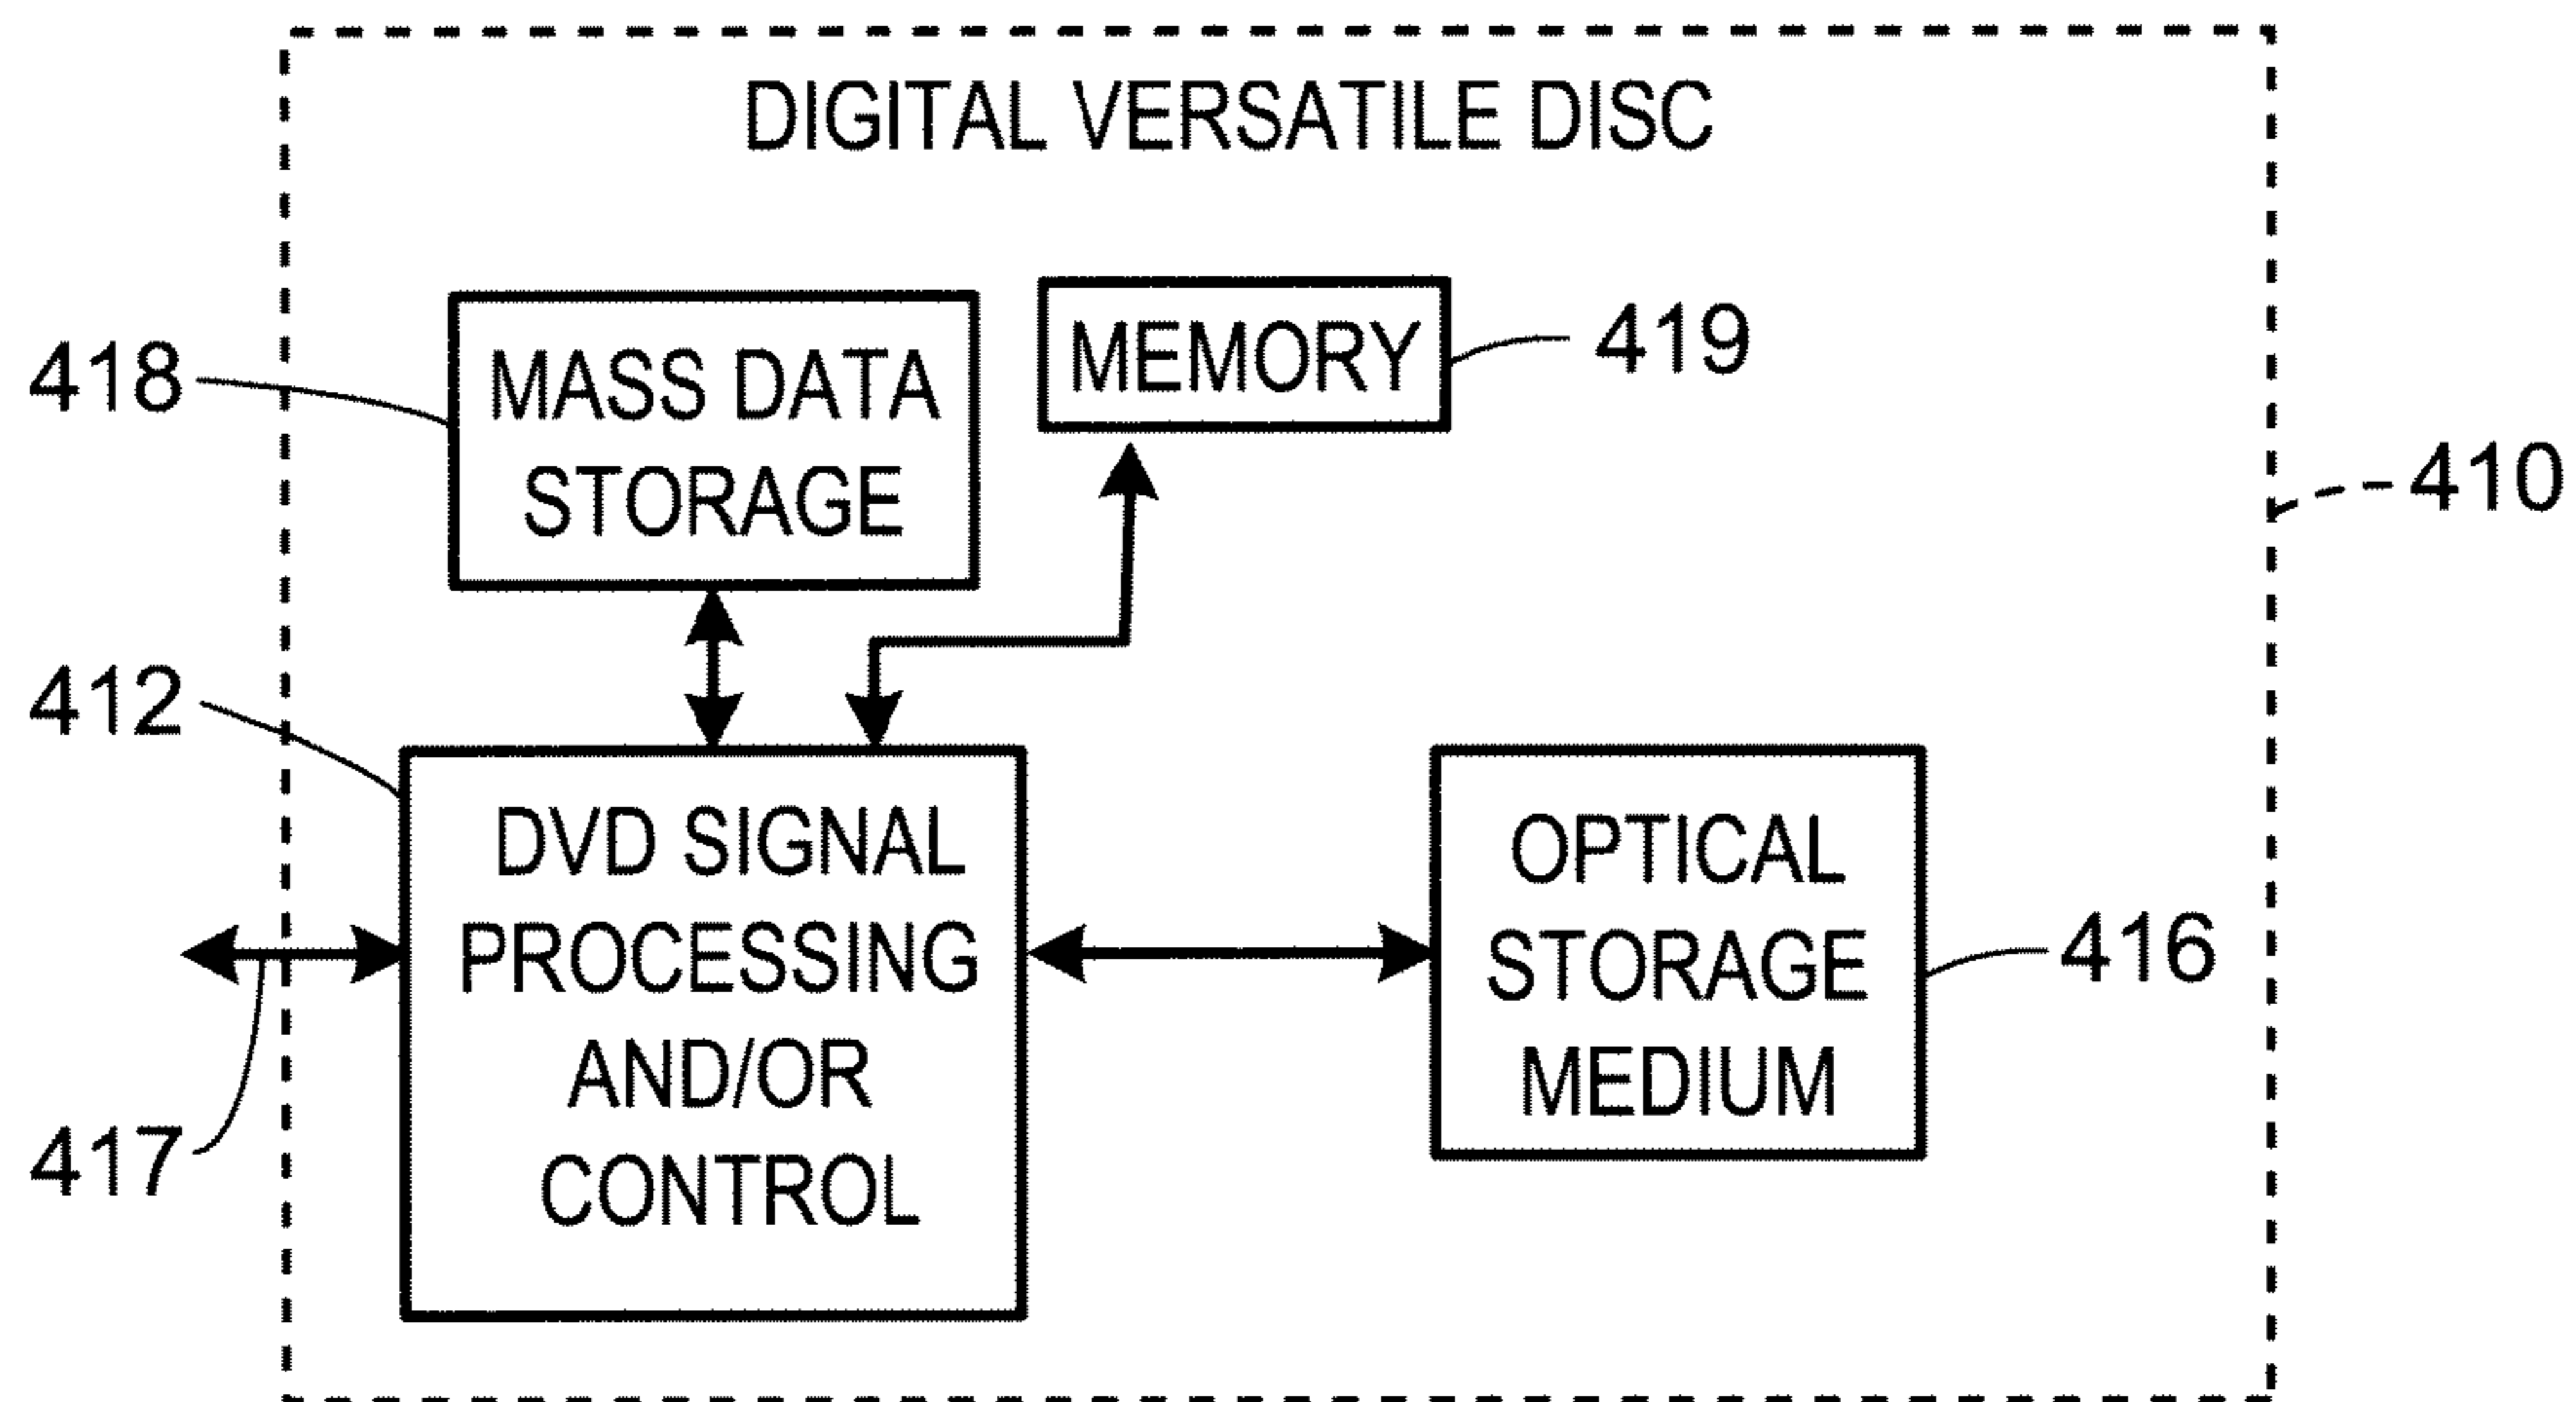 DIGITAL VERSATILE DISC
418
MASS DATA
STORAGE
MEMORY
419
410
412
DVD SIGNAL
PROCESSING
AND/OR
CONTROL
OPTICAL
STORAGE
MEDIUM
416
417